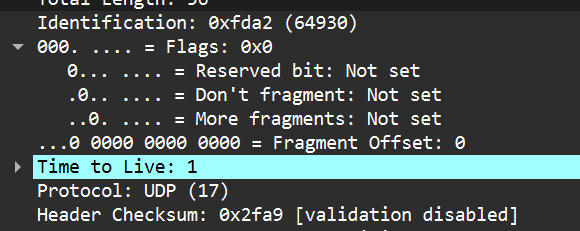 Total Length: 56
Identification: 0xfda2 (64930)
000. .... = Flags: 0x0
0... .... = Reserved bit: Not set
.0.. .... = Don't fragment: Not set
..0. .... = More fragments: Not set
...0 0000 0000 0000 = Fragment Offset: 0
Time to Live: 1
Protocol: UDP (17)
Header Checksum: 0x2fa9 [validation disabled]